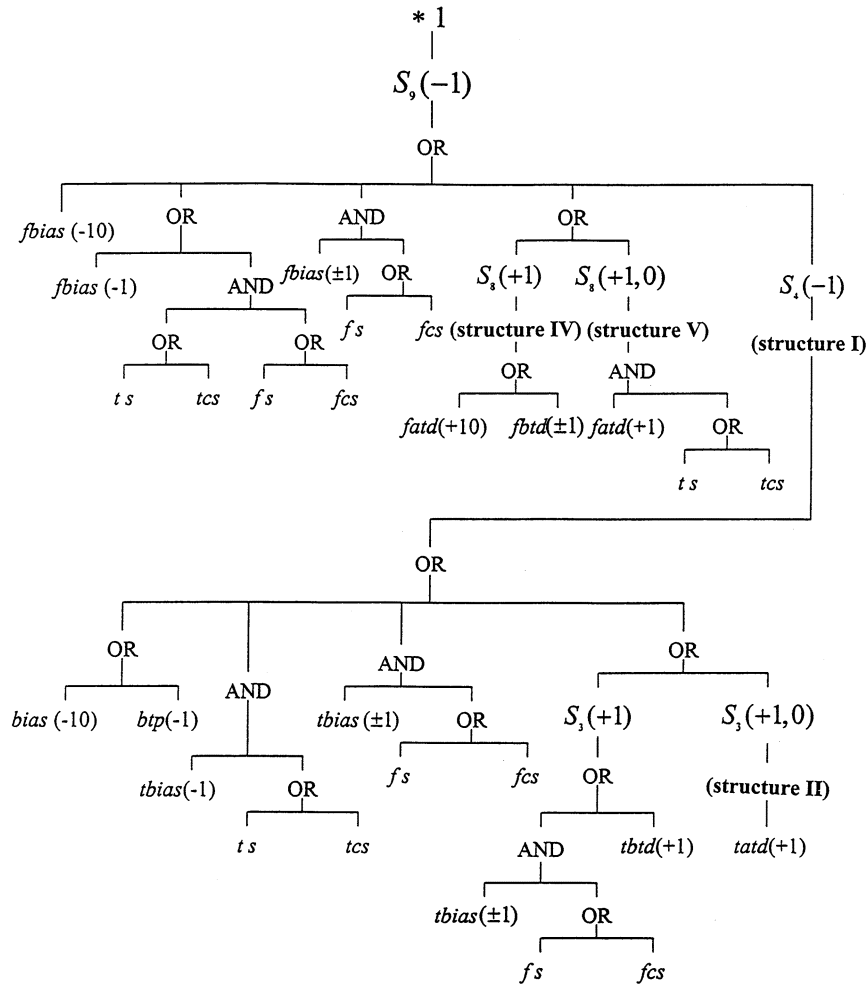 * 1
S₉(−1)
OR
fbias (-10) OR AND OR
fbias (-1) AND fbias(±1) OR S₈(+1) S₈(+1,0) S₄(−1)
f s fcs (structure IV) (structure V) (structure I)
OR OR OR AND
t s tcs f s fcs fatd(+10) fbtd(±1) fatd(+1) OR
t s tcs
OR
OR AND AND OR
bias (-10) btp(-1) tbias(±1) OR S₃(+1) S₃(+1,0)
tbias(-1) OR f s fcs OR (structure II)
t s tcs AND tbtd(+1) tatd(+1)
tbias(±1) OR
f s fcs